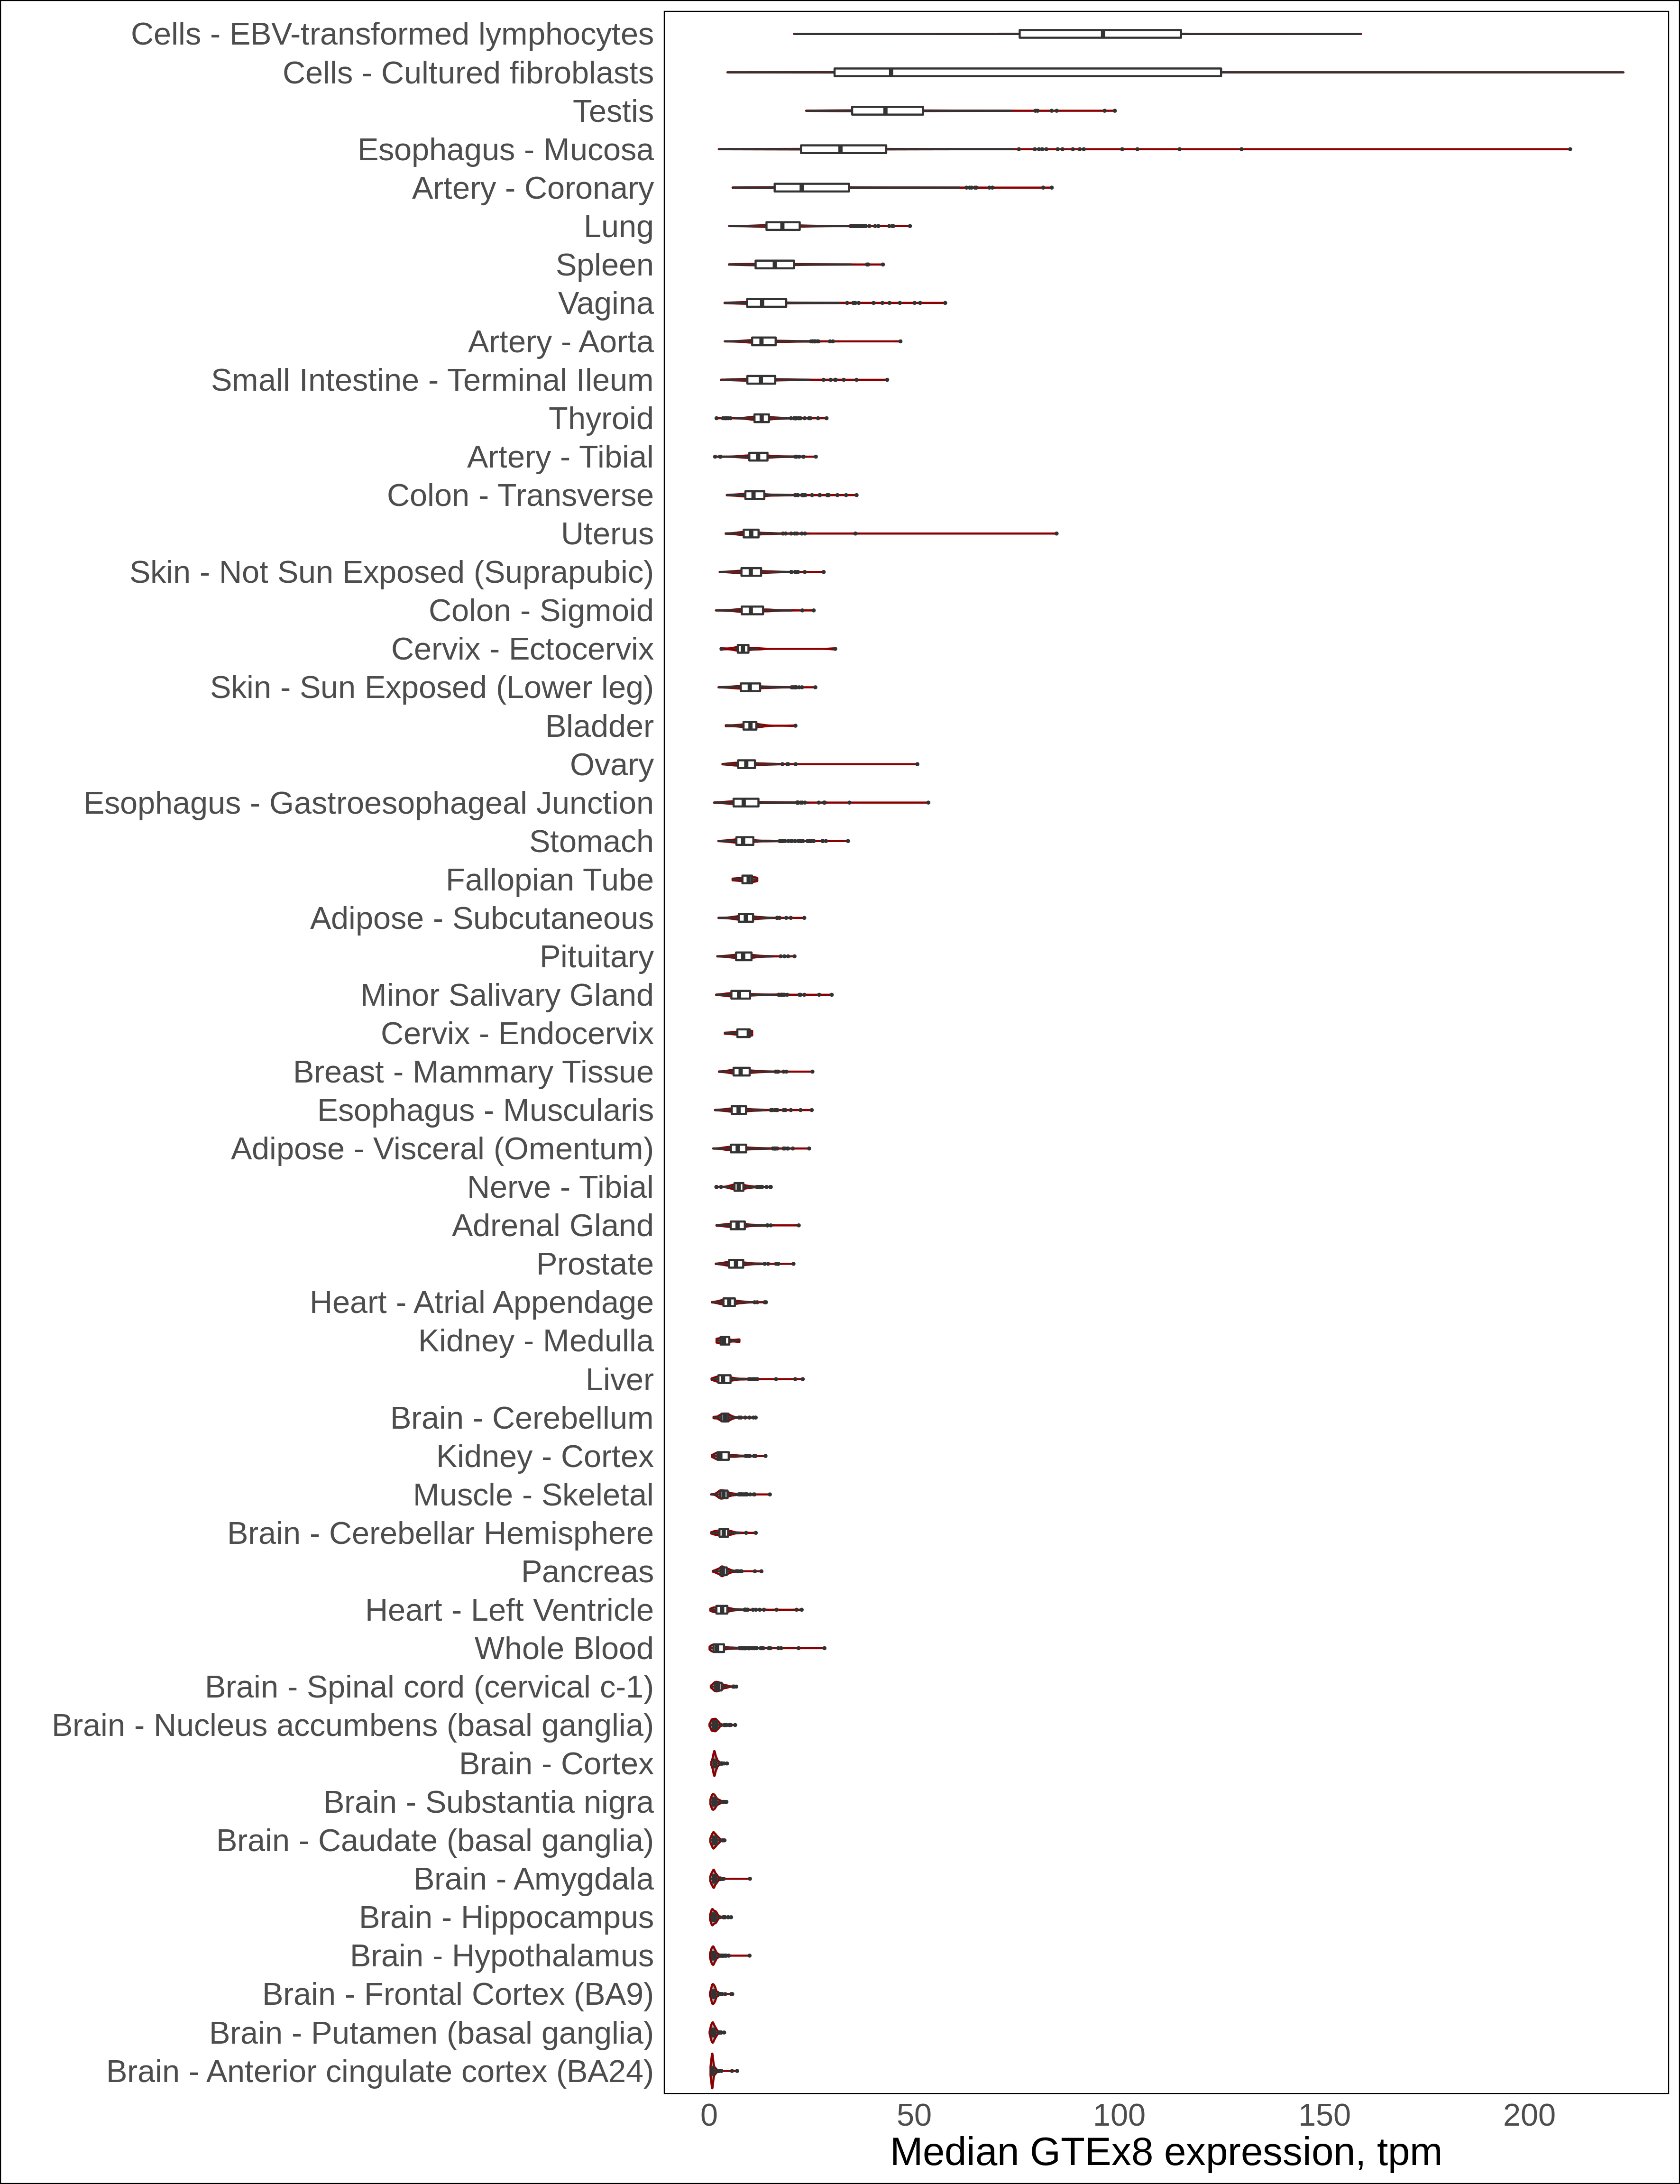 Cells - EBV-transformed lymphocytes
Cells - Cultured fibroblasts
Testis
Esophagus - Mucosa
Artery - Coronary
Lung
Spleen
Vagina
Artery - Aorta
Small Intestine - Terminal Ileum
Thyroid
Artery - Tibial
Colon - Transverse
Uterus
Skin - Not Sun Exposed (Suprapubic)
Colon - Sigmoid
Cervix - Ectocervix
Skin - Sun Exposed (Lower leg)
Bladder
Ovary
Esophagus - Gastroesophageal Junction
Stomach
Fallopian Tube
Adipose - Subcutaneous
Pituitary
Minor Salivary Gland
Cervix - Endocervix
Breast - Mammary Tissue
Esophagus - Muscularis
Adipose - Visceral (Omentum)
Nerve - Tibial
Adrenal Gland
Prostate
Heart - Atrial Appendage
Kidney - Medulla
Liver
Brain - Cerebellum
Kidney - Cortex
Muscle - Skeletal
Brain - Cerebellar Hemisphere
Pancreas
Heart - Left Ventricle
Whole Blood
Brain - Spinal cord (cervical c-1)
Brain - Nucleus accumbens (basal ganglia)
Brain - Cortex
Brain - Substantia nigra
Brain - Caudate (basal ganglia)
Brain - Amygdala
Brain - Hippocampus
Brain - Hypothalamus
Brain - Frontal Cortex (BA9)
Brain - Putamen (basal ganglia)
Brain - Anterior cingulate cortex (BA24)
0 50 100 150 200
Median GTEx8 expression, tpm